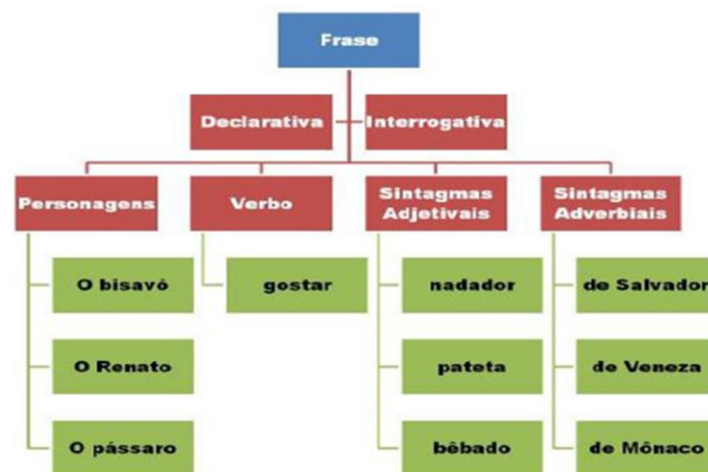 Frase
Declarativa
Interrogativa
Personagens
Verbo
Sintagmas
Adjetivais
Sintagmas
Adverbiais
O bisavô
gostar
nadador
de Salvador
O Renato
pateta
de Veneza
O pássaro
bêbado
de Mônaco